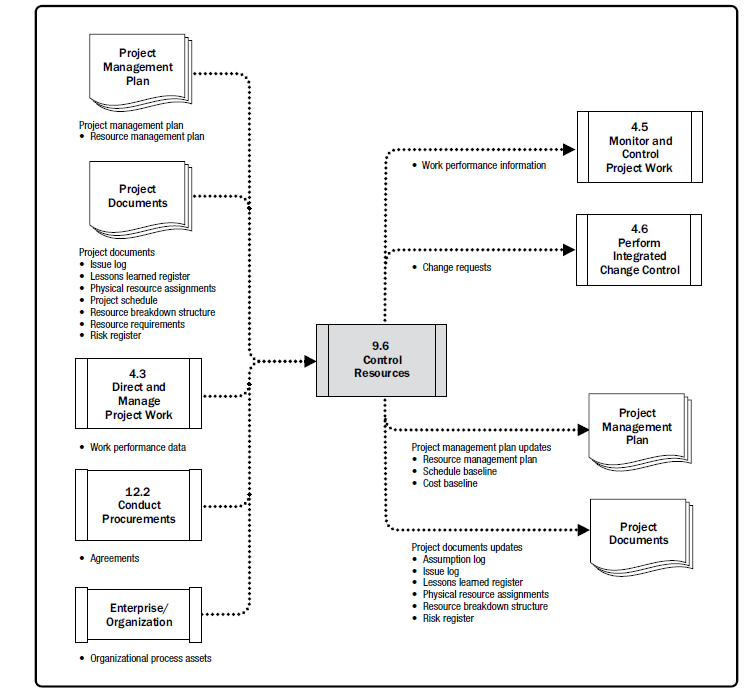 Project
Management
Plan
Project management plan
• Resource management plan
Project
Documents
Project documents
• Issue log
• Lessons learned register
• Physical resource assignments
• Project schedule
• Resource breakdown structure
• Resource requirements
• Risk register
4.3
Direct and
Manage
Project Work
• Work performance data
12.2
Conduct
Procurements
• Agreements
Enterprise/
Organization
• Organizational process assets
9.6
Control
Resources
4.5
Monitor and
Control
Project Work
• Work performance information
4.6
Perform
Integrated
Change Control
• Change requests
Project
Management
Plan
Project management plan updates
• Resource management plan
• Schedule baseline
• Cost baseline
Project
Documents
Project documents updates
• Assumption log
• Issue log
• Lessons learned register
• Physical resource assignments
• Resource breakdown structure
• Risk register